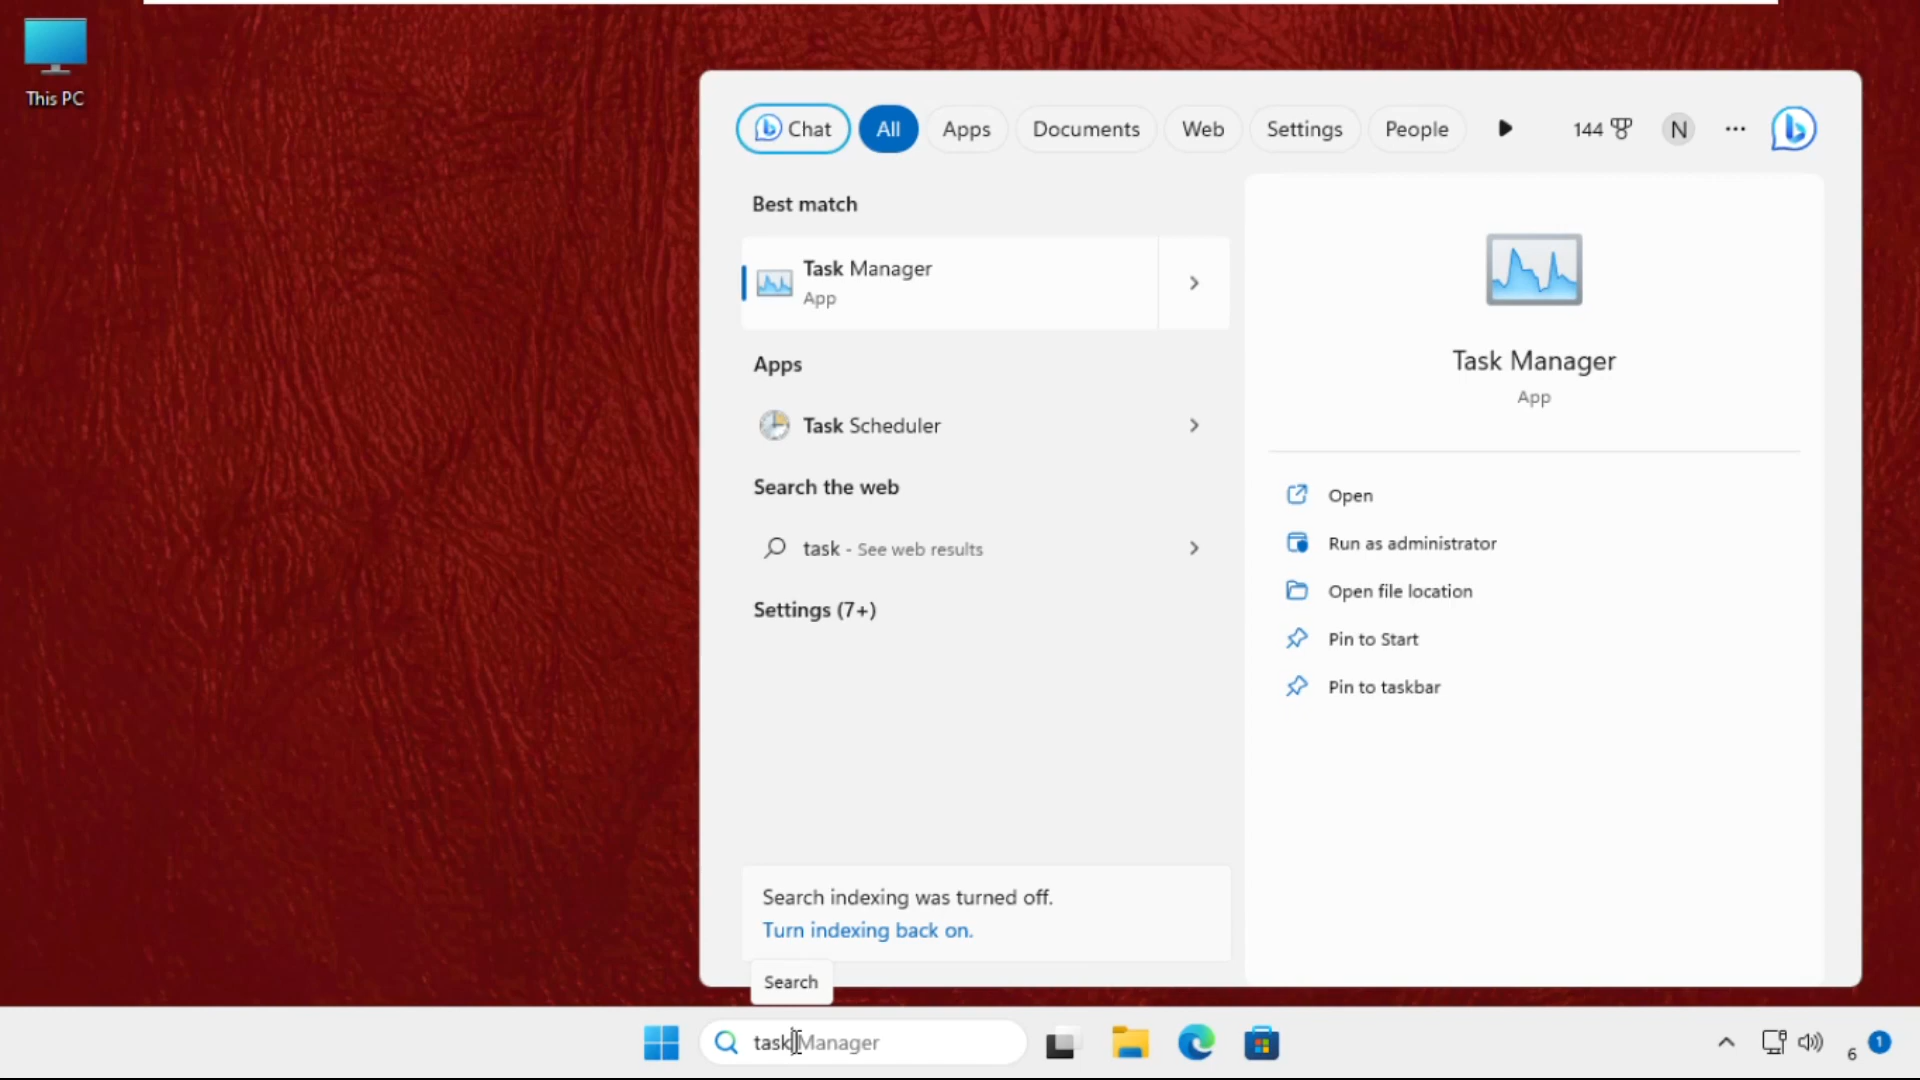 This PC
Chat All Apps Documents Web Settings People 144 N ...
Best match
Task Manager
App
Apps
Task Scheduler
Search the web
task - See web results
Settings (7+)
Search indexing was turned off.
Turn indexing back on.
Task Manager
App
Open
Run as administrator
Open file location
Pin to Start
Pin to taskbar
Search
task Manager
6 1